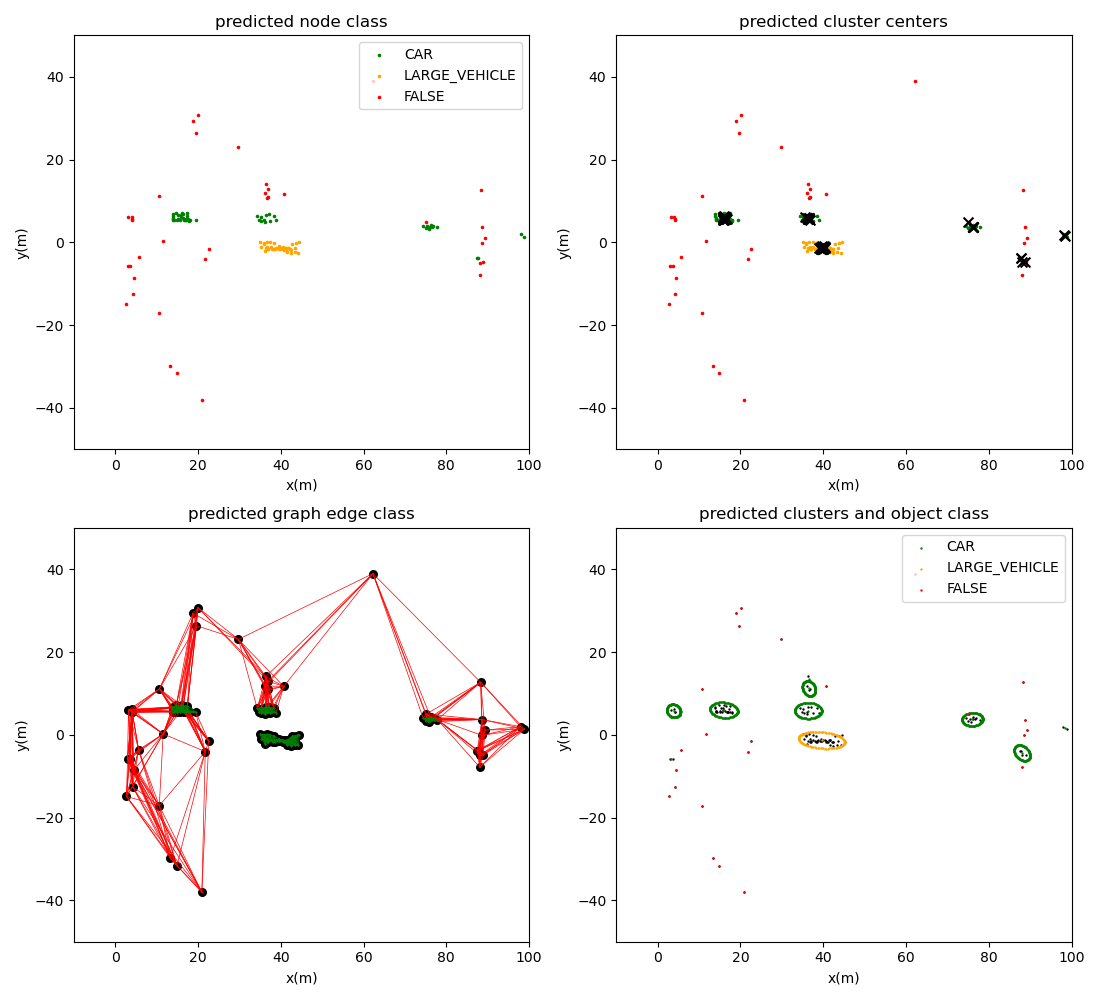 predicted node class
CAR
LARGE_VEHICLE
FALSE
y(m)
40
20
0
−20
−40
0 20 40 60 80 100
x(m)
predicted cluster centers
y(m)
40
20
0
−20
−40
0 20 40 60 80 100
x(m)
predicted graph edge class
y(m)
40
20
0
−20
−40
0 20 40 60 80 100
x(m)
predicted clusters and object class
CAR
LARGE_VEHICLE
FALSE
y(m)
40
20
0
−20
−40
0 20 40 60 80 100
x(m)